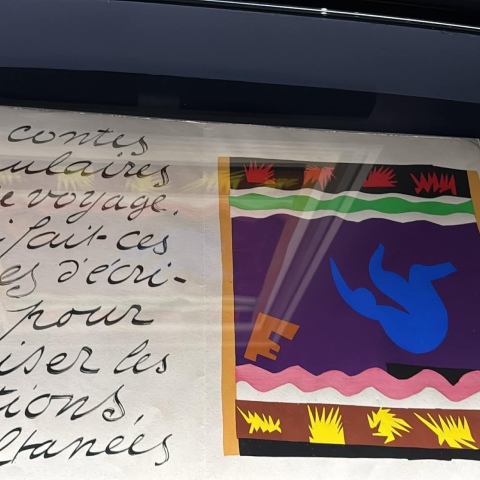 contes
ulaires
e voyage.
i fait ces
es d'écri-
pour
iser les
tions
ltanées